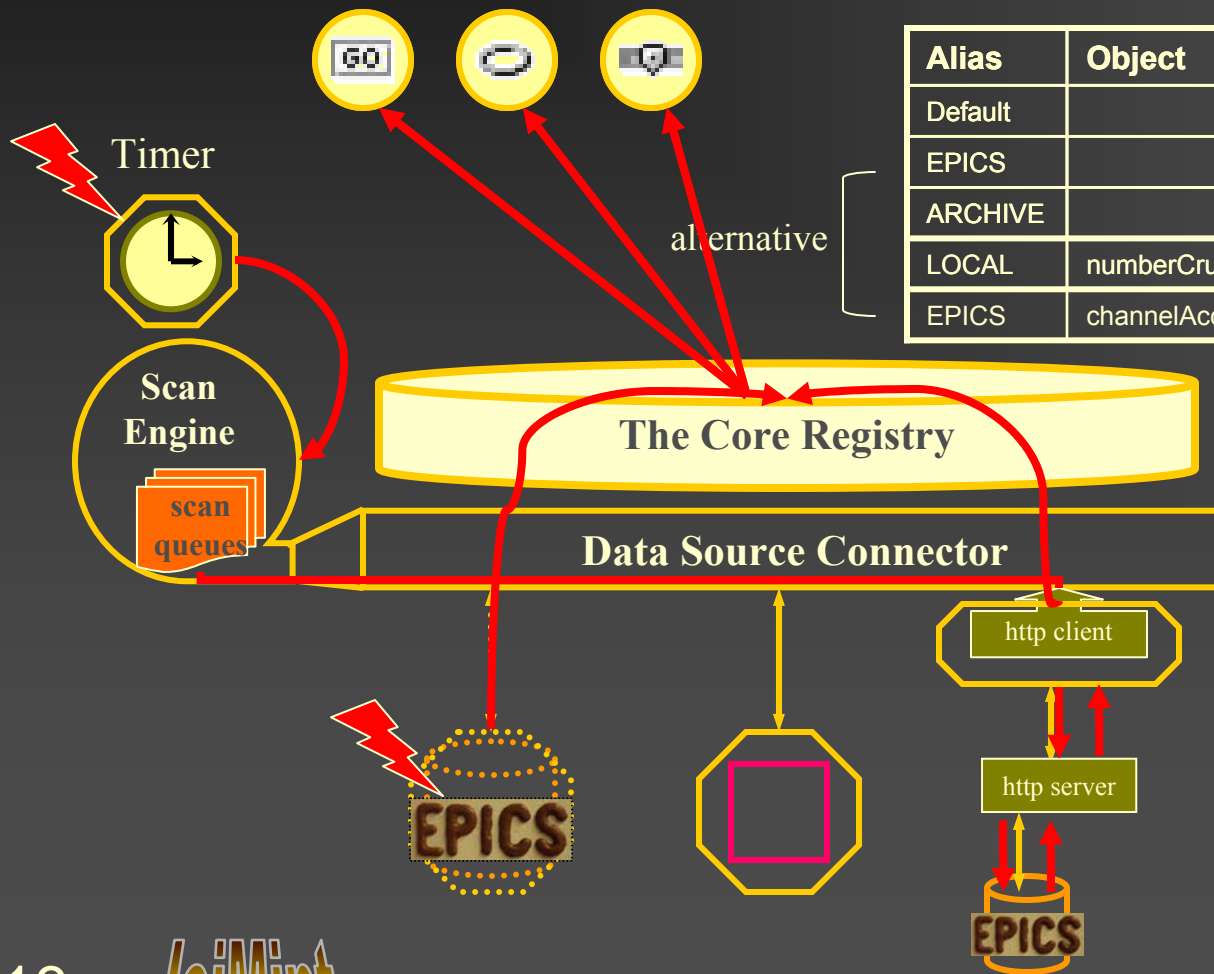 GO
Alias Object
Default
EPICS
ARCHIVE
LOCAL
EPICS
Timer
alternative
Scan
Engine
scan
queues
The Core Registry
Data Source Connector
http client
http server
EPICS
EPICS